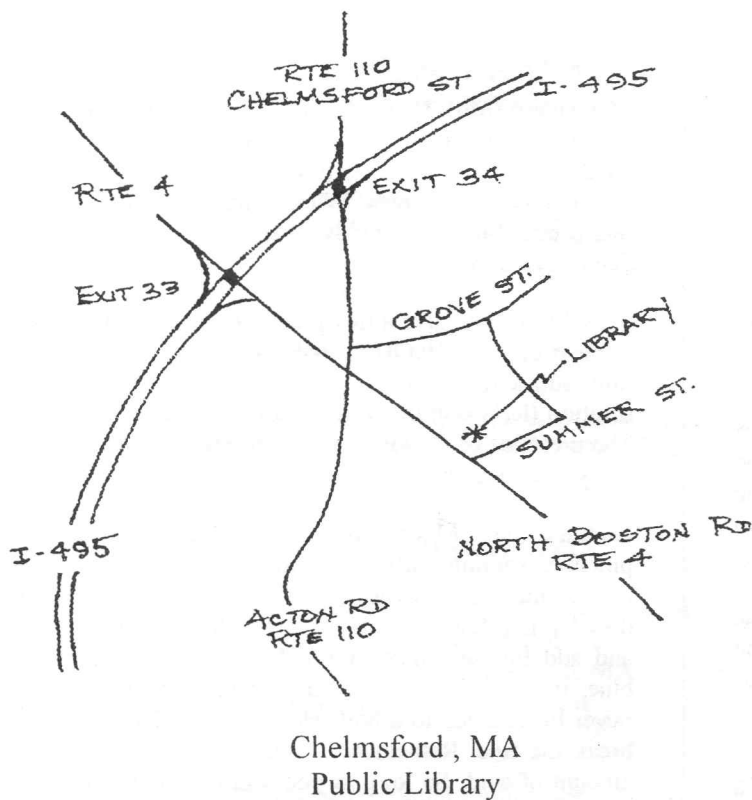 RTE 110
CHELMSFORD ST
I-495
RTE 4
EXIT 34
EXIT 33
GROVE ST.
LIBRARY
SUMMER ST.
I-495
NORTH BOSTON RD
RTE 4
ACTON RD
RTE 110
Chelmsford , MA
Public Library